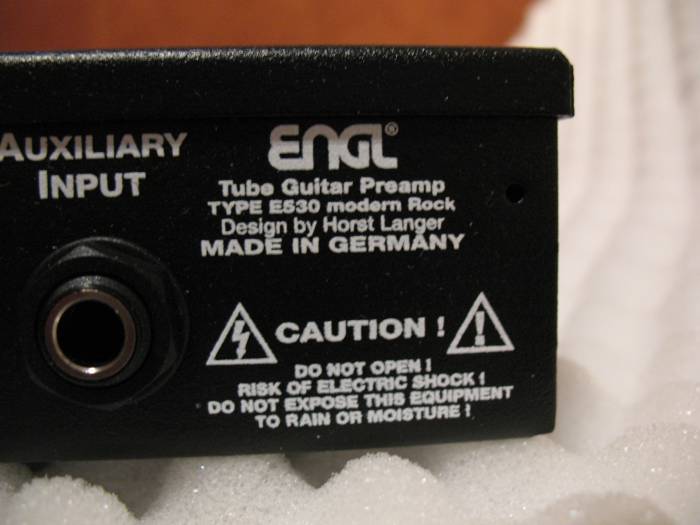 AUXILIARY
INPUT
ENGL®
Tube Guitar Preamp
TYPE E530 modern Rock
Design by Horst Langer
MADE IN GERMANY
CAUTION !
DO NOT OPEN !
RISK OF ELECTRIC SHOCK !
DO NOT EXPOSE THIS EQUIPMENT
TO RAIN OR MOISTURE !